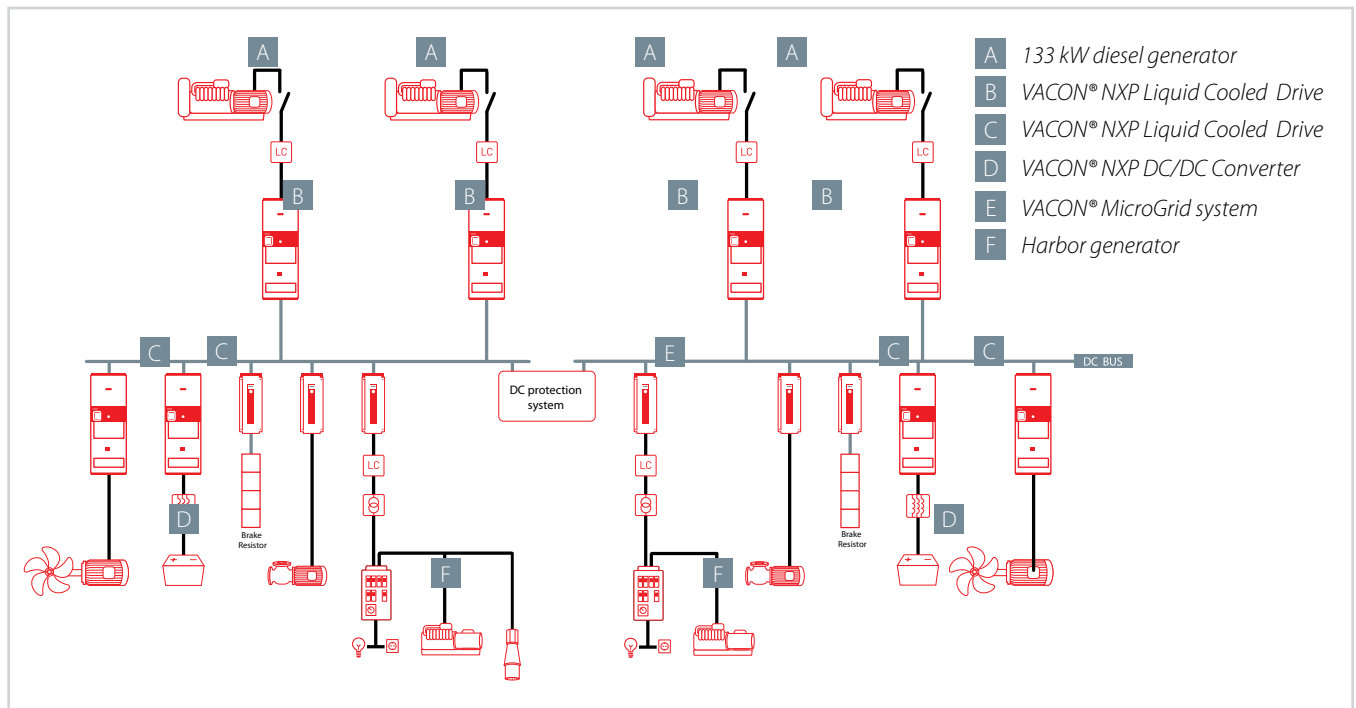 A
A
A
A
A 133 kW diesel generator
B VACON® NXP Liquid Cooled Drive
C VACON® NXP Liquid Cooled Drive
D VACON® NXP DC/DC Converter
E VACON® MicroGrid system
F Harbor generator
LC
LC
LC
LC
B
B
B
B
C
C
E
C
C
DC BUS
DC protection
system
LC
LC
D
D
+ −
+ −
Brake
Resistor
Brake
Resistor
F
F